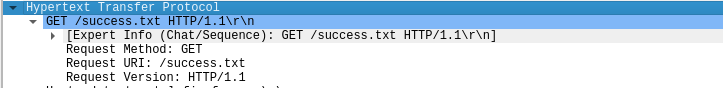 Hypertext Transfer Protocol
GET /success.txt HTTP/1.1\r\n
[Expert Info (Chat/Sequence): GET /success.txt HTTP/1.1\r\n]
Request Method: GET
Request URI: /success.txt
Request Version: HTTP/1.1